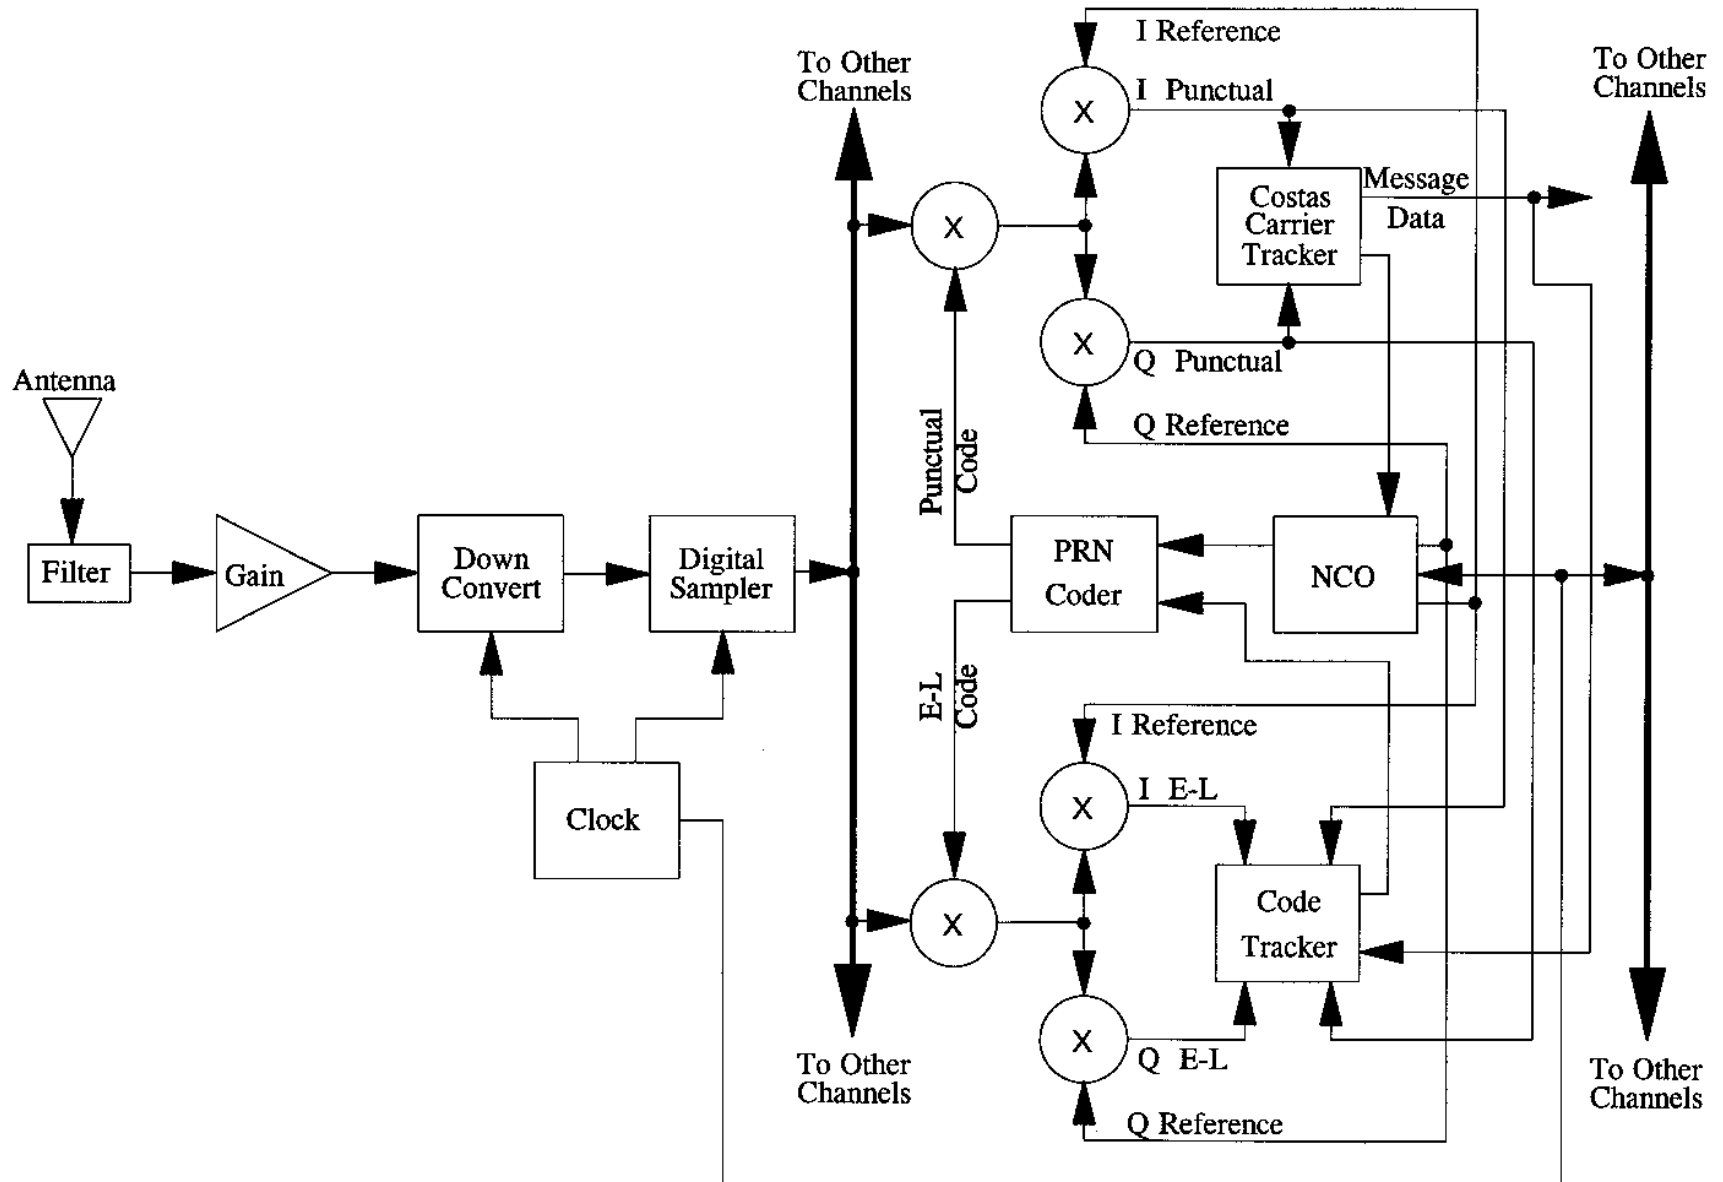 I Reference
To Other
Channels
I Punctual
To Other
Channels
X
X
Costas
Carrier
Tracker
Message
Data
X
Q Punctual
Antenna
Q Reference
Punctual
Code
Filter
Gain
Down
Convert
Digital
Sampler
PRN
Coder
NCO
E-L
Code
I Reference
I E-L
Clock
X
X
Code
Tracker
X
Q E-L
To Other
Channels
To Other
Channels
Q Reference